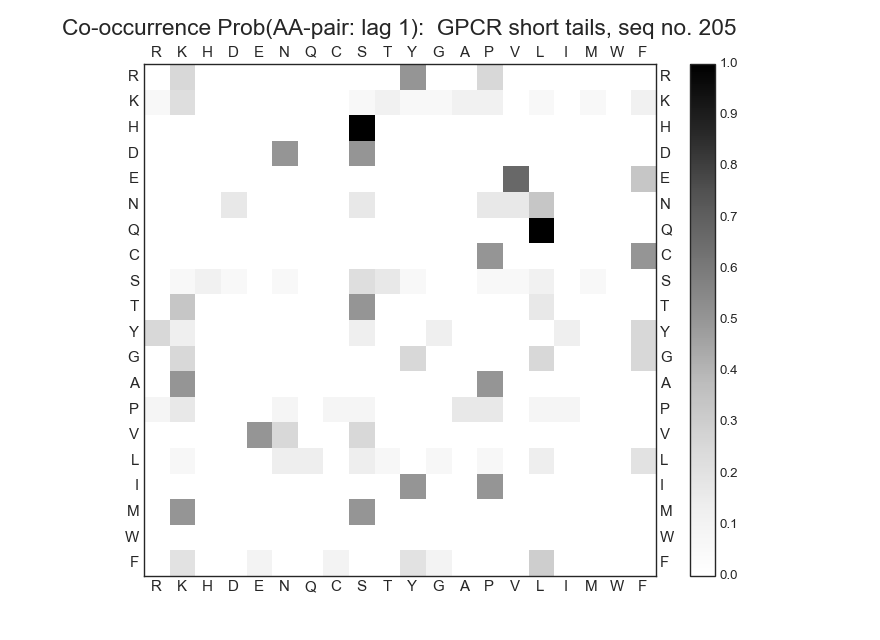 Co-occurrence Prob(AA-pair: lag 1):  GPCR short tails, seq no. 205
R K H D E N Q C S T Y G A P V L I M W F
R R 1.0
K K 0.9
H H
D D 0.8
E E 0.7
N N
Q Q 0.6
C C
S S 0.5
T T
Y Y 0.4
G G
A A 0.3
P P
V V 0.2
L L
I I 0.1
M M
W W
F F 0.0
R K H D E N Q C S T Y G A P V L I M W F